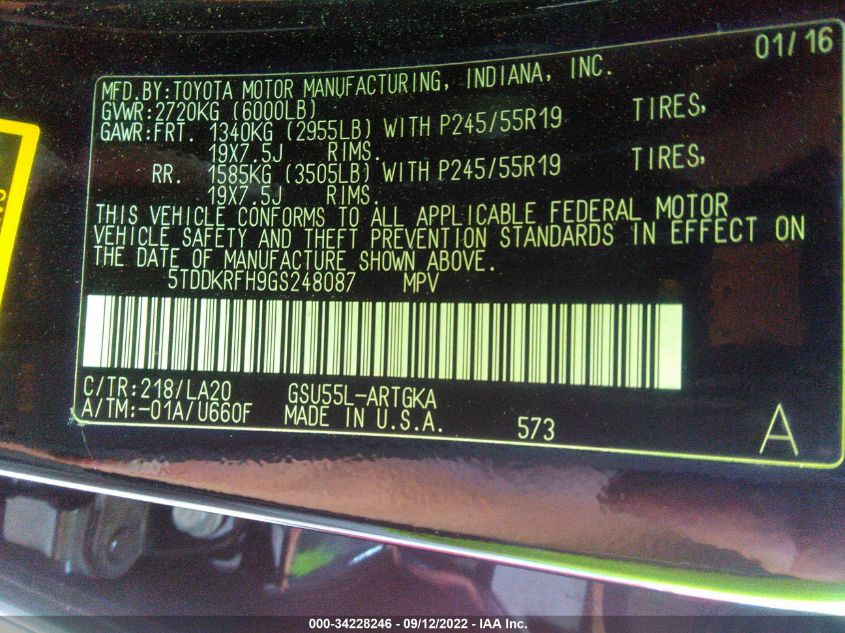 01/16
MFD.BY:TOYOTA MOTOR MANUFACTURING, INDIANA, INC.
GVWR:2720KG (6000LB)
GAWR:FRT. 1340KG (2955LB) WITH P245/55R19 TIRES,
19X7.5J RIMS.
RR. 1585KG (3505LB) WITH P245/55R19 TIRES,
19X7.5J RIMS.
THIS VEHICLE CONFORMS TO ALL APPLICABLE FEDERAL MOTOR
VEHICLE SAFETY AND THEFT PREVENTION STANDARDS IN EFFECT ON
THE DATE OF MANUFACTURE SHOWN ABOVE.
5TDDKRFH9GS248087 MPV
C/TR:218/LA20 GSU55L-ARTGKA
A/TM:-01A/U660F MADE IN U.S.A. 573 A
000-34228246 - 09/12/2022 - IAA Inc.